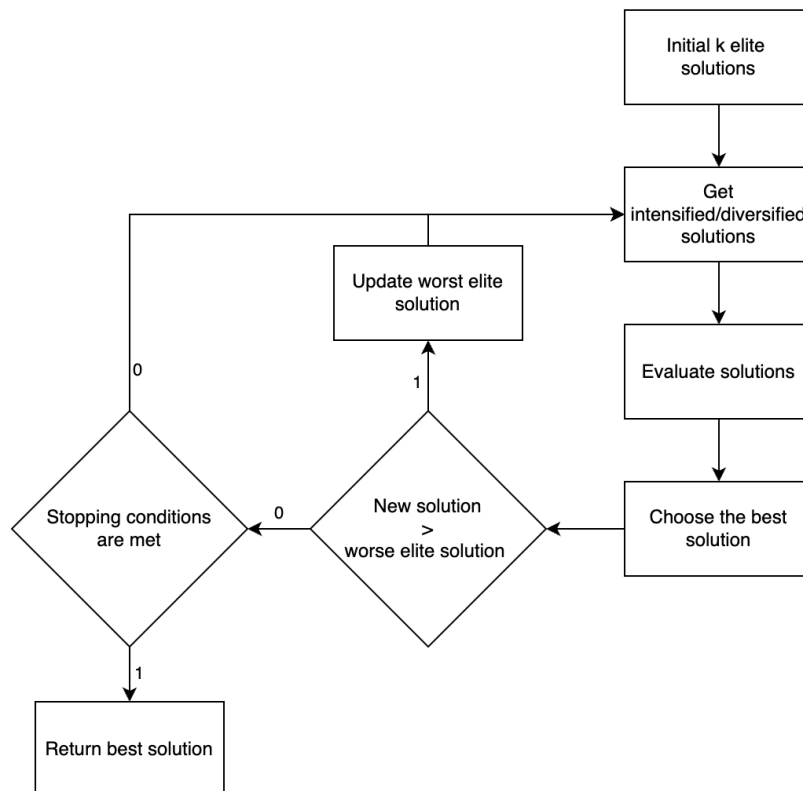 Initial k elite
solutions
Get
intensified/diversified
solutions
Update worst elite
solution
Evaluate solutions
0
1
Choose the best
solution
New solution
>
worse elite solution
0
Stopping conditions
are met
1
Return best solution